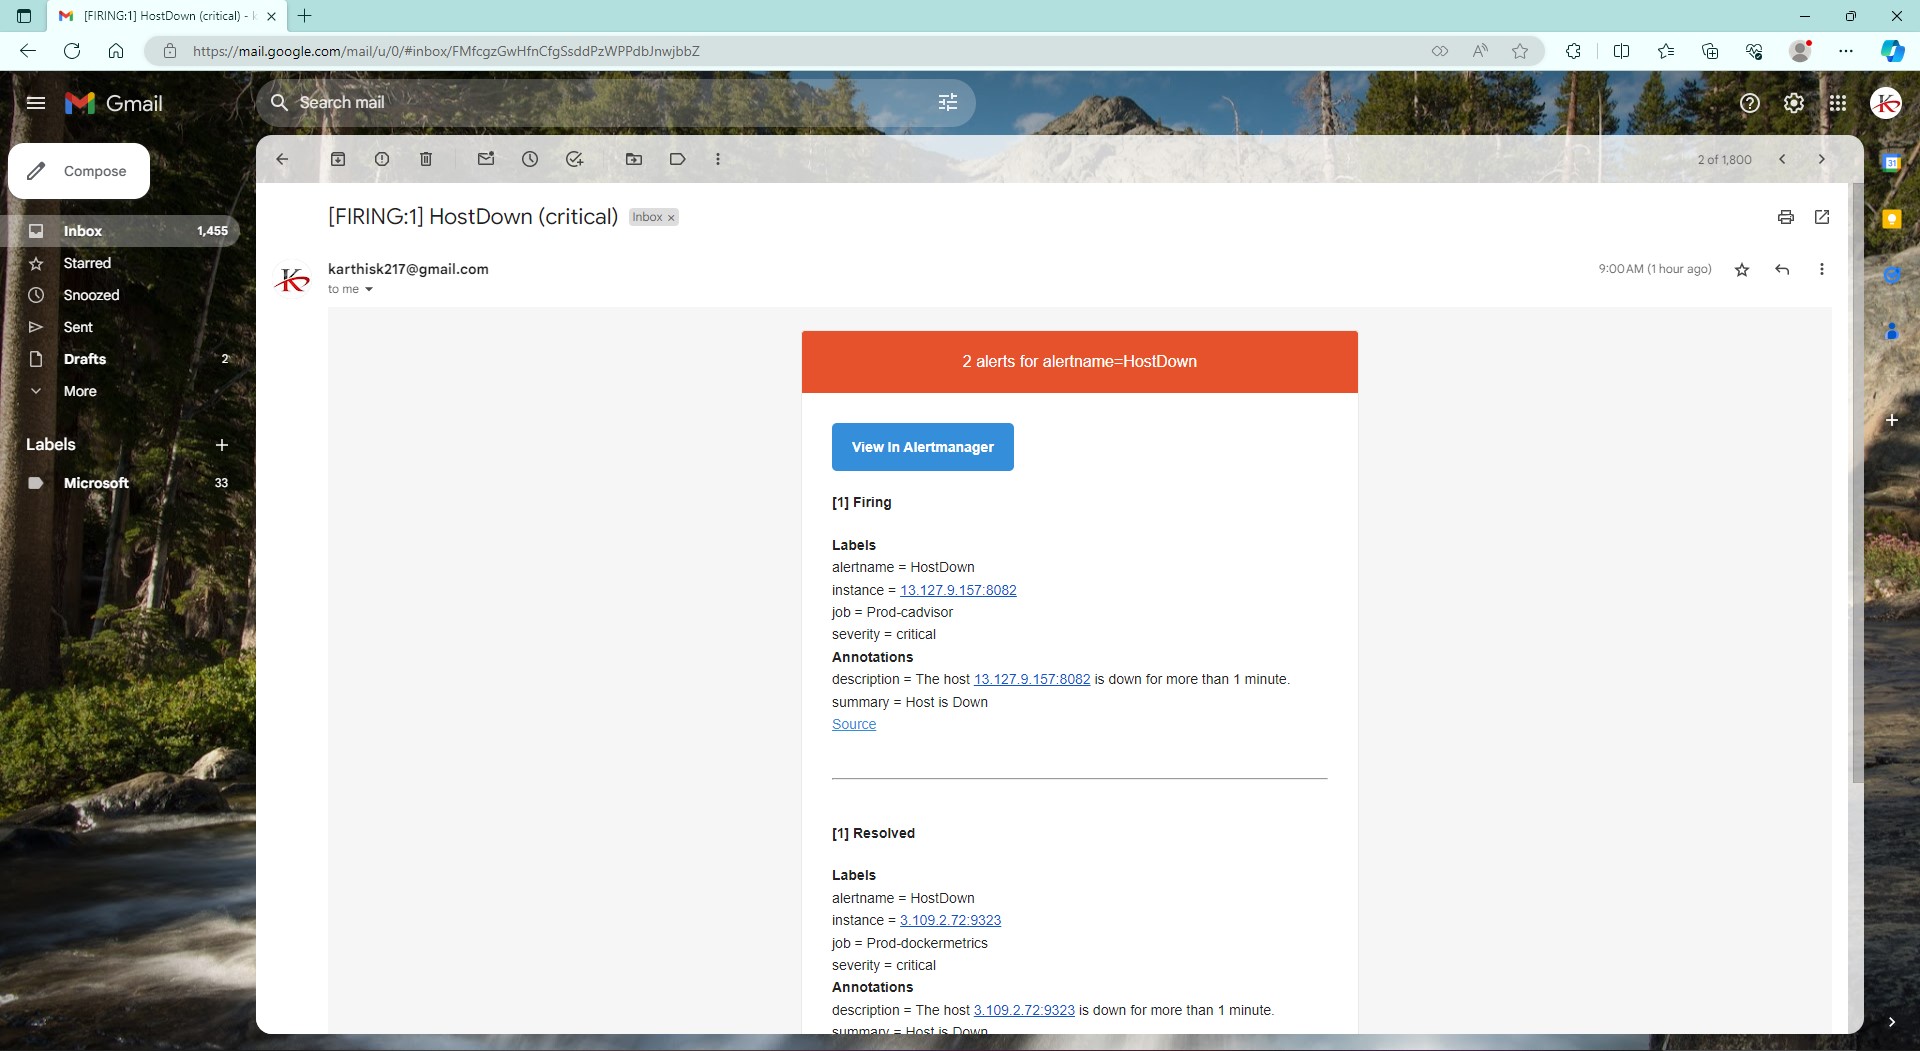 [FIRING:1] HostDown (critical) - k
https://mail.google.com/mail/u/0/#inbox/FMfcgzGwHfnCfgSsddPzWPPdbJnwjbbZ
Gmail
Search mail
Compose
2 of 1,800
31
Inbox 1,455
Starred
Snoozed
Sent
Drafts 2
More
Labels
Microsoft 33
[FIRING:1] HostDown (critical) Inbox x
karthisk217@gmail.com
9:00 AM (1 hour ago)
to me
2 alerts for alertname=HostDown
View In Alertmanager
[1] Firing
Labels
alertname = HostDown
instance = 13.127.9.157:8082
job = Prod-cadvisor
severity = critical
Annotations
description = The host 13.127.9.157:8082 is down for more than 1 minute.
summary = Host is Down
Source
[1] Resolved
Labels
alertname = HostDown
instance = 3.109.2.72:9323
job = Prod-dockermetrics
severity = critical
Annotations
description = The host 3.109.2.72:9323 is down for more than 1 minute.
summary = Host is Down